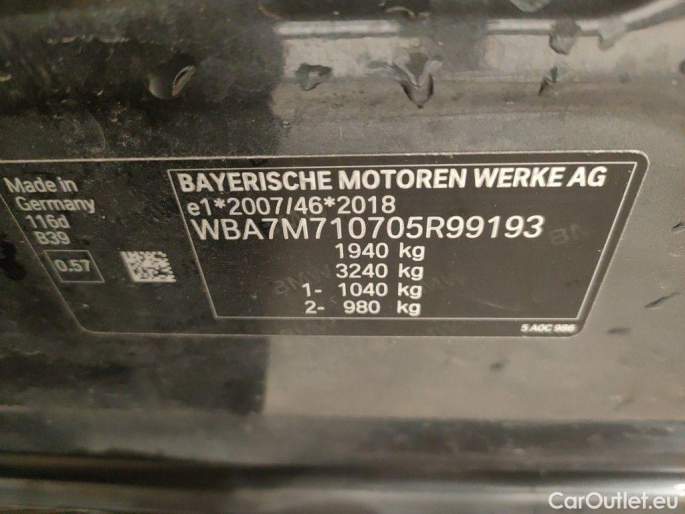 Made in
Germany
116d
B39
0.57
BAYERISCHE MOTOREN WERKE AG
e1*2007/46*2018
WBA7M710705R99193
1940 kg
3240 kg
1- 1040 kg
2- 980 kg
5 A0C 986
CarOutlet.eu